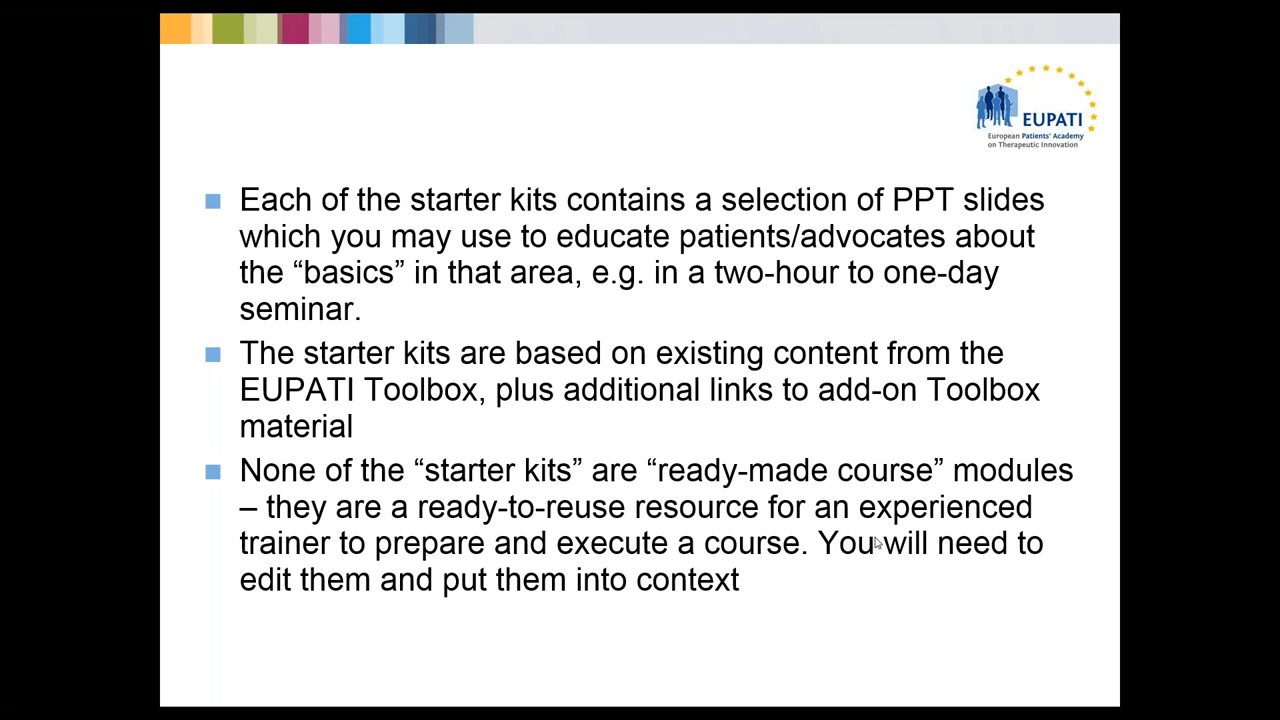 EUPATI
European Patients' Academy
on Therapeutic Innovation
Each of the starter kits contains a selection of PPT slides
which you may use to educate patients/advocates about
the “basics” in that area, e.g. in a two-hour to one-day
seminar.
The starter kits are based on existing content from the
EUPATI Toolbox, plus additional links to add-on Toolbox
material
None of the “starter kits” are “ready-made course” modules
– they are a ready-to-reuse resource for an experienced
trainer to prepare and execute a course. You will need to
edit them and put them into context